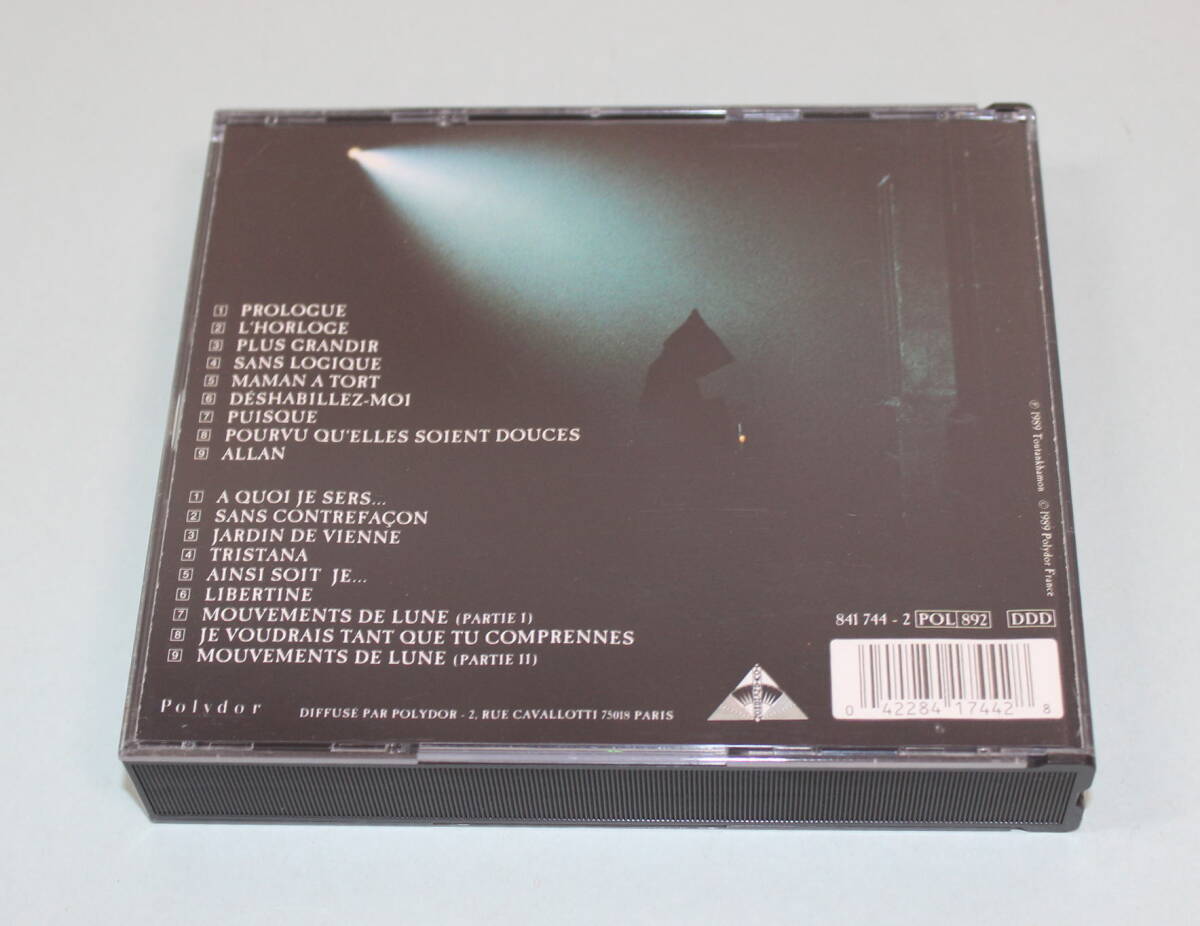 1 PROLOGUE
2 L'HORLOGE
3 PLUS GRANDIR
4 SANS LOGIQUE
5 MAMAN A TORT
6 DÉSHABILLEZ-MOI
7 PUISQUE
8 POURVU QU'ELLES SOIENT DOUCES
9 ALLAN
1 A QUOI JE SERS...
2 SANS CONTREFAÇON
3 JARDIN DE VIENNE
4 TRISTANA
5 AINSI SOIT JE...
6 LIBERTINE
7 MOUVEMENTS DE LUNE (PARTIE I)
8 JE VOUDRAIS TANT QUE TU COMPRENNES
9 MOUVEMENTS DE LUNE (PARTIE II)
Polydor
DIFFUSÉ PAR POLYDOR - 2, RUE CAVALLOTTI 75018 PARIS
℗ 1989 Toutankhamon © 1989 Polydor France
841 744 - 2 POL 892 DDD
0 42284 17442 8